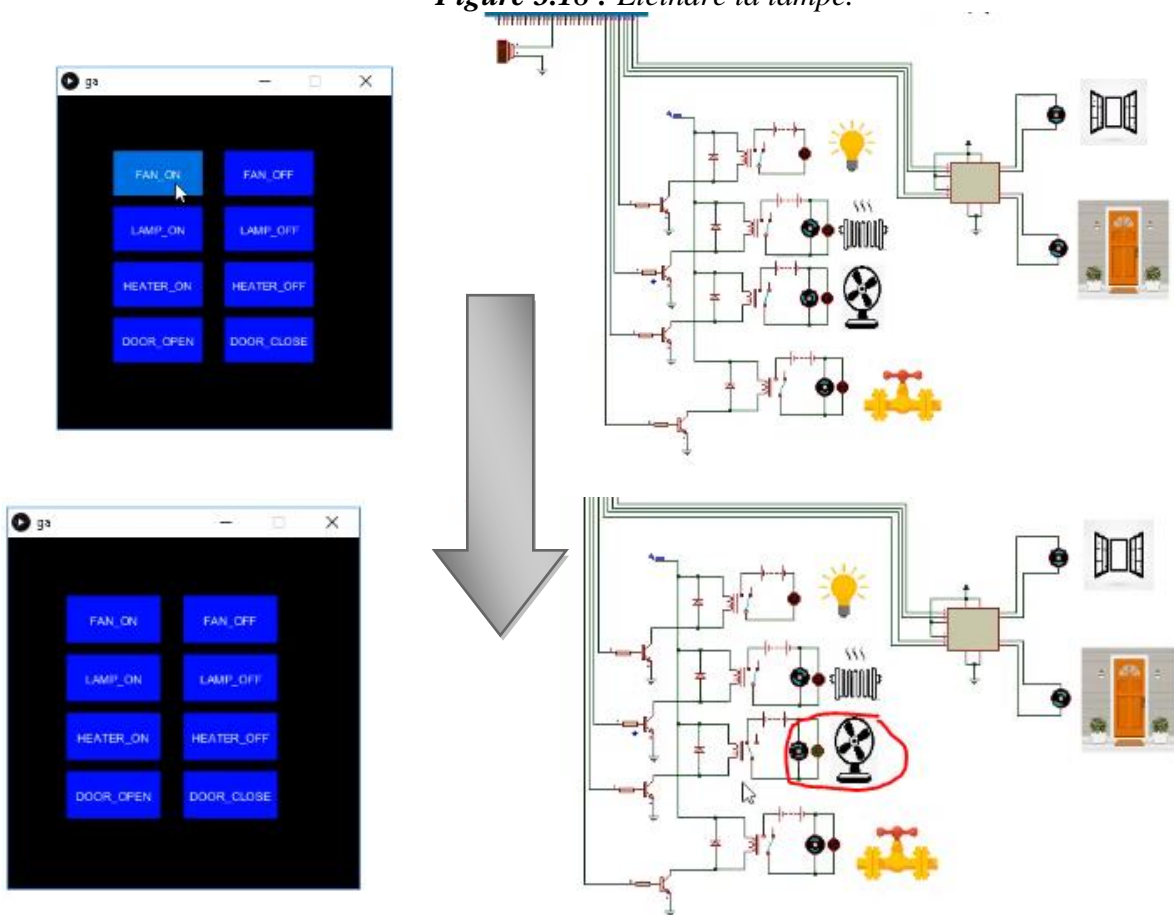 Figure 3.18 : Eteindre la lampe.
ga
FAN_ON FAN_OFF
LAMP_ON LAMP_OFF
HEATER_ON HEATER_OFF
DOOR_OPEN DOOR_CLOSE
ga
FAN_ON FAN_OFF
LAMP_ON LAMP_OFF
HEATER_ON HEATER_OFF
DOOR_OPEN DOOR_CLOSE